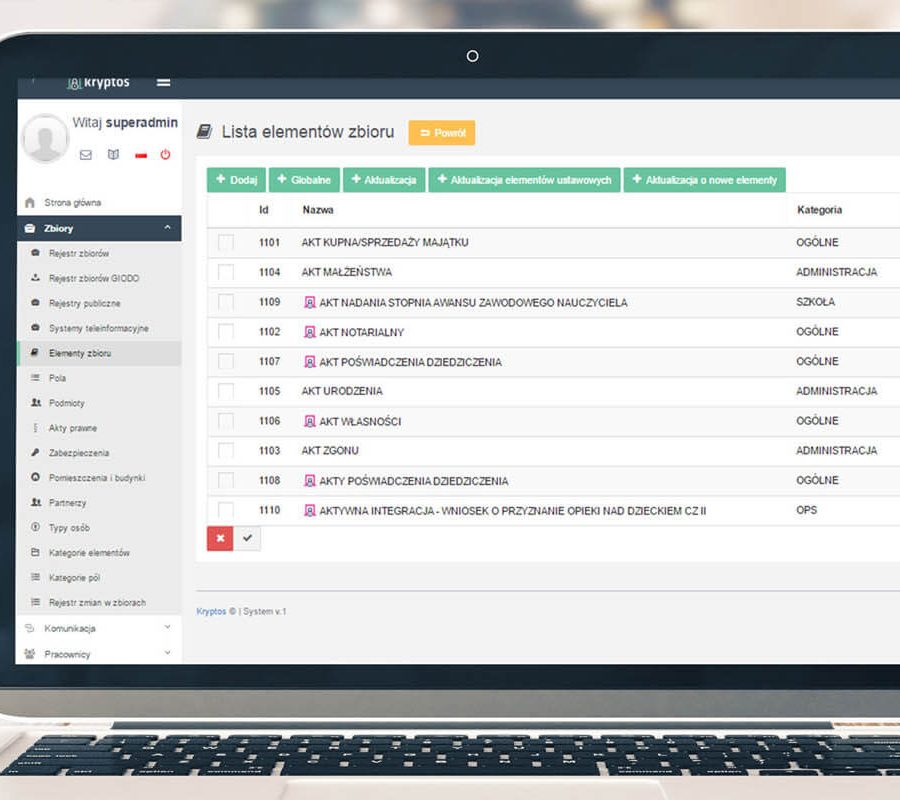 kryptos
Witaj superadmin
Lista elementów zbioru
Powrót
Dodaj
Globalne
Aktualizacja
Aktualizacja elementów ustawowych
Aktualizacja o nowe elementy
Strona główna
Zbiory
Rejestr zbiorów
Rejestr zbiorów GIODO
Rejestry publiczne
Systemy teleinformacyjne
Elementy zbioru
Pola
Podmioty
Akty prawne
Zabezpieczenia
Pomieszczenia i budynki
Partnerzy
Typy osób
Kategorie elementów
Kategorie pól
Rejestr zmian w zbiorach
Komunikacja
Pracownicy
Id Nazwa Kategoria
1101 AKT KUPNA/SPRZEDAŻY MAJĄTKU OGÓLNE
1104 AKT MAŁŻEŃSTWA ADMINISTRACJA
1109 AKT NADANIA STOPNIA AWANSU ZAWODOWEGO NAUCZYCIELA SZKOŁA
1102 AKT NOTARIALNY OGÓLNE
1107 AKT POŚWIADCZENIA DZIEDZICZENIA OGÓLNE
1105 AKT URODZENIA ADMINISTRACJA
1106 AKT WŁASNOŚCI OGÓLNE
1103 AKT ZGONU ADMINISTRACJA
1108 AKTY POŚWIADCZENIA DZIEDZICZENIA OGÓLNE
1110 AKTYWNA INTEGRACJA - WNIOSEK O PRZYZNANIE OPIEKI NAD DZIECKIEM CZ II OPS
Kryptos © | System v.1
option
command
command
option